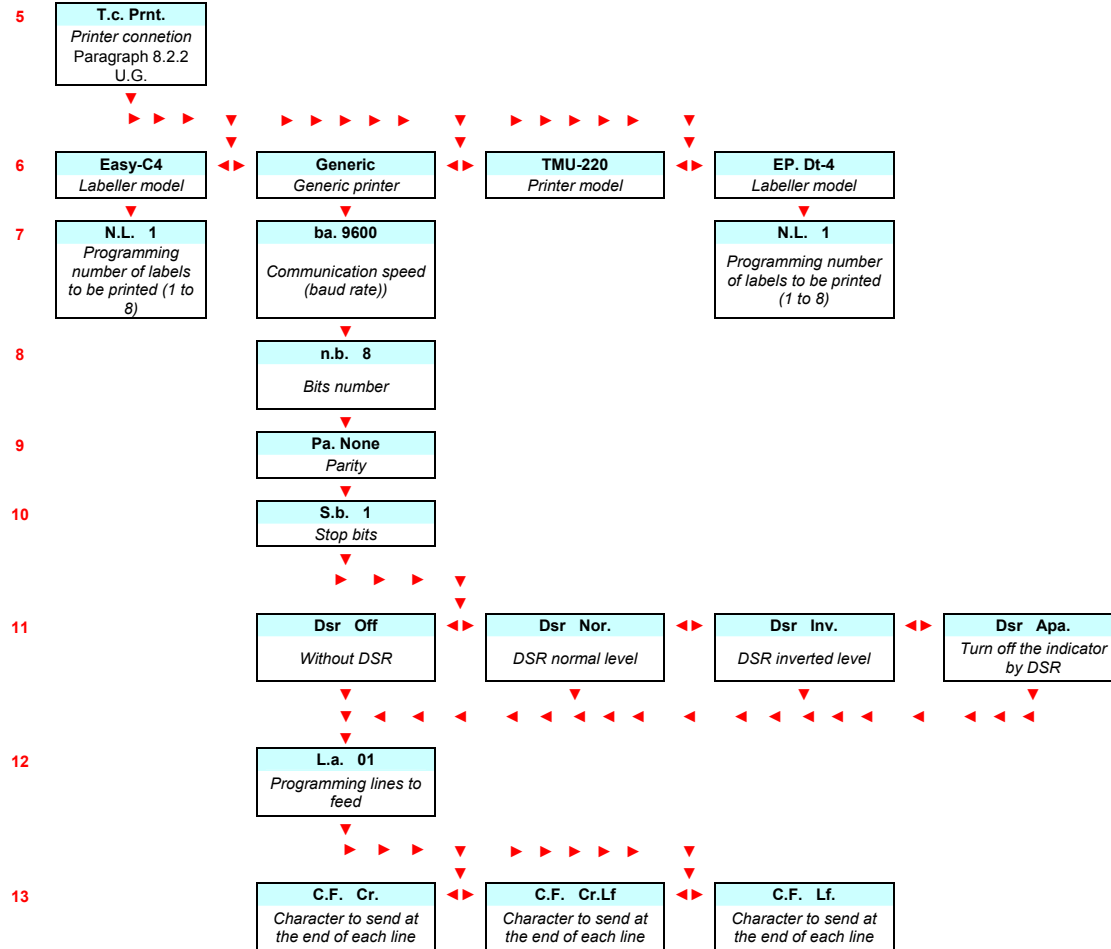 5
T.c. Prnt.
Printer connetion
Paragraph 8.2.2
U.G.
6
Easy-C4
Labeller model
Generic
Generic printer
TMU-220
Printer model
EP. Dt-4
Labeller model
7
N.L. 1
Programming
number of labels
to be printed (1 to
8)
ba. 9600
Communication speed
(baud rate))
N.L. 1
Programming number
of labels to be printed
(1 to 8)
8
n.b. 8
Bits number
9
Pa. None
Parity
10
S.b. 1
Stop bits
11
Dsr Off
Without DSR
Dsr Nor.
DSR normal level
Dsr Inv.
DSR inverted level
Dsr Apa.
Turn off the indicator
by DSR
12
L.a. 01
Programming lines to
feed
13
C.F. Cr.
Character to send at
the end of each line
C.F. Cr.Lf
Character to send at
the end of each line
C.F. Lf.
Character to send at
the end of each line